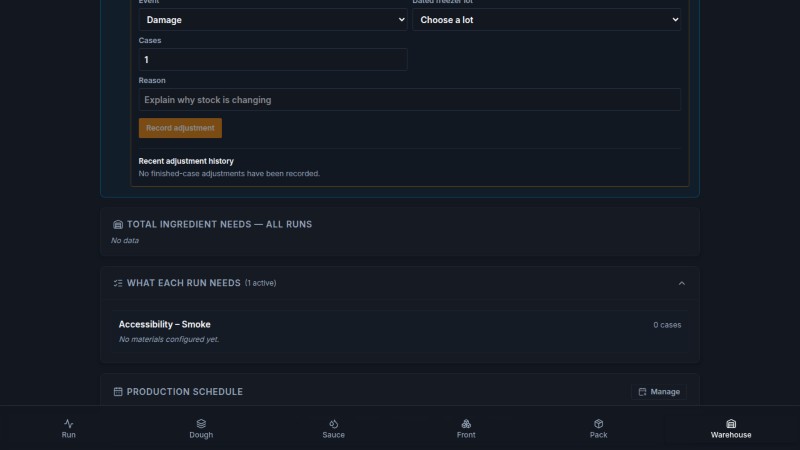 Event Dated freezer lot
Damage Choose a lot
Cases
1
Reason
Explain why stock is changing
Record adjustment
Recent adjustment history
No finished-case adjustments have been recorded.
TOTAL INGREDIENT NEEDS — ALL RUNS
No data
WHAT EACH RUN NEEDS (1 active)
Accessibility – Smoke 0 cases
No materials configured yet.
PRODUCTION SCHEDULE Manage
Run Dough Sauce Front Pack Warehouse